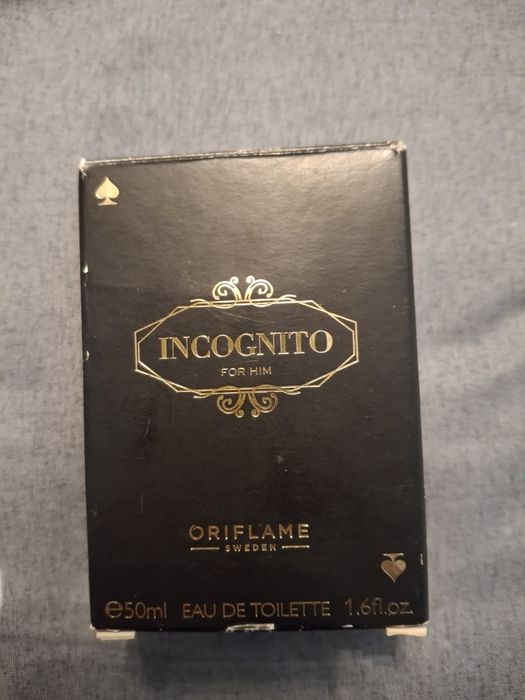 INCOGNITO
FOR HIM
ORIFLAME
SWEDEN
℮50ml EAU DE TOILETTE 1.6fl.oz.